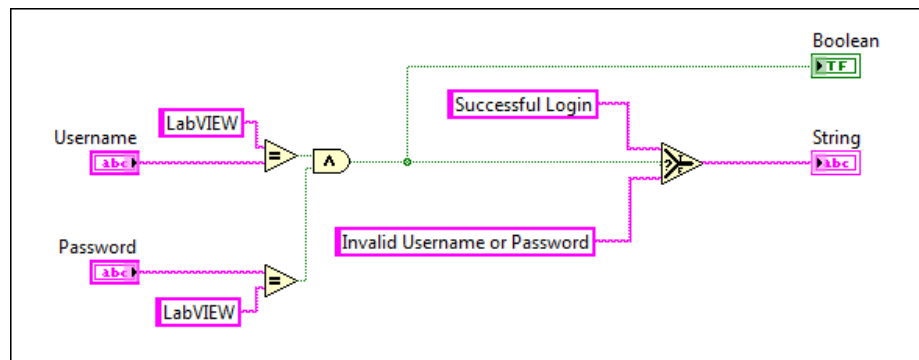 Boolean
TF
Successful Login
LabVIEW
Username
abc
=
^
?
T
F
String
abc
Invalid Username or Password
Password
abc
=
LabVIEW